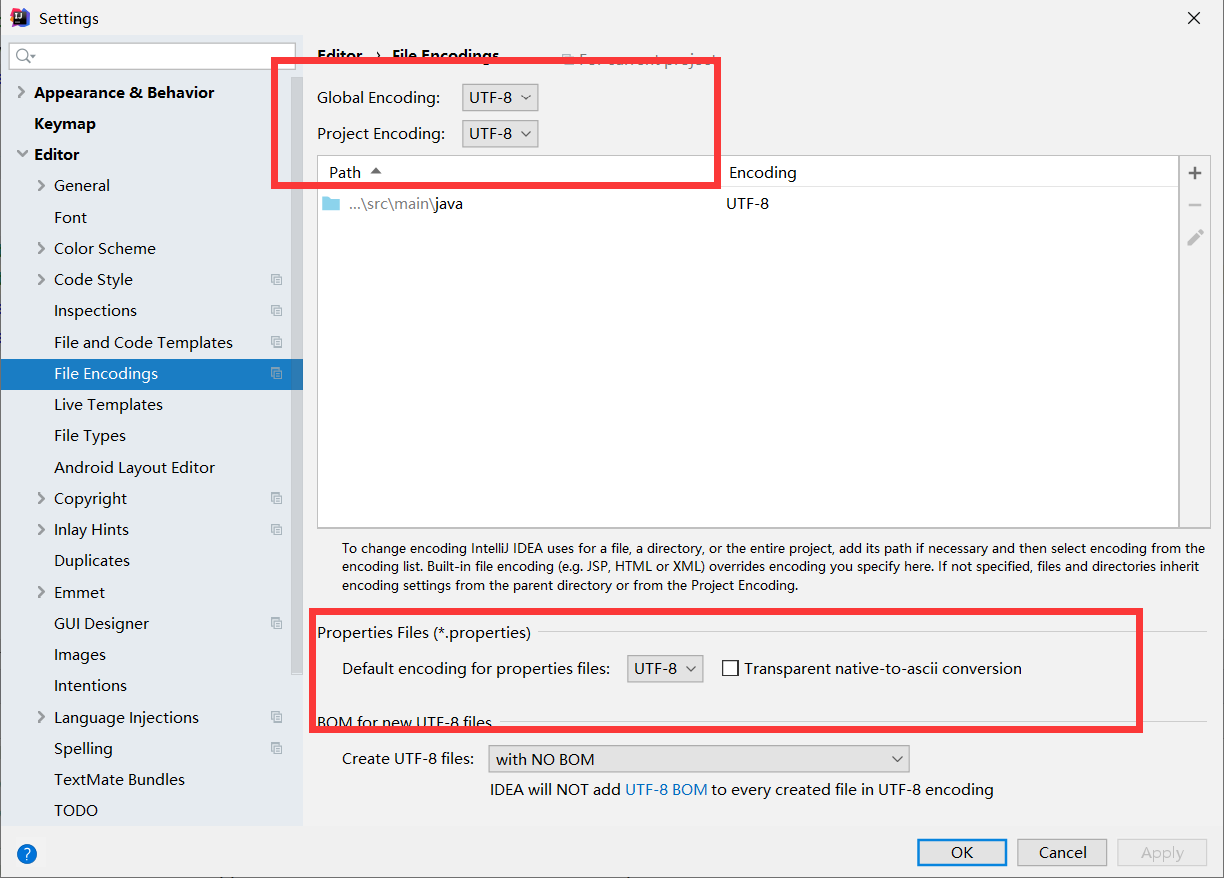 Settings
Editor › File Encodings For current project
Appearance & Behavior
Keymap
Editor
General
Font
Color Scheme
Code Style
Inspections
File and Code Templates
File Encodings
Live Templates
File Types
Android Layout Editor
Copyright
Inlay Hints
Duplicates
Emmet
GUI Designer
Images
Intentions
Language Injections
Spelling
TextMate Bundles
TODO
Global Encoding: UTF-8
Project Encoding: UTF-8
Path Encoding
...\src\main\java UTF-8
To change encoding IntelliJ IDEA uses for a file, a directory, or the entire project, add its path if necessary and then select encoding from the
encoding list. Built-in file encoding (e.g. JSP, HTML or XML) overrides encoding you specify here. If not specified, files and directories inherit
encoding settings from the parent directory or from the Project Encoding.
Properties Files (*.properties)
Default encoding for properties files: UTF-8 Transparent native-to-ascii conversion
BOM for new UTF-8 files
Create UTF-8 files: with NO BOM
IDEA will NOT add UTF-8 BOM to every created file in UTF-8 encoding
? OK Cancel Apply